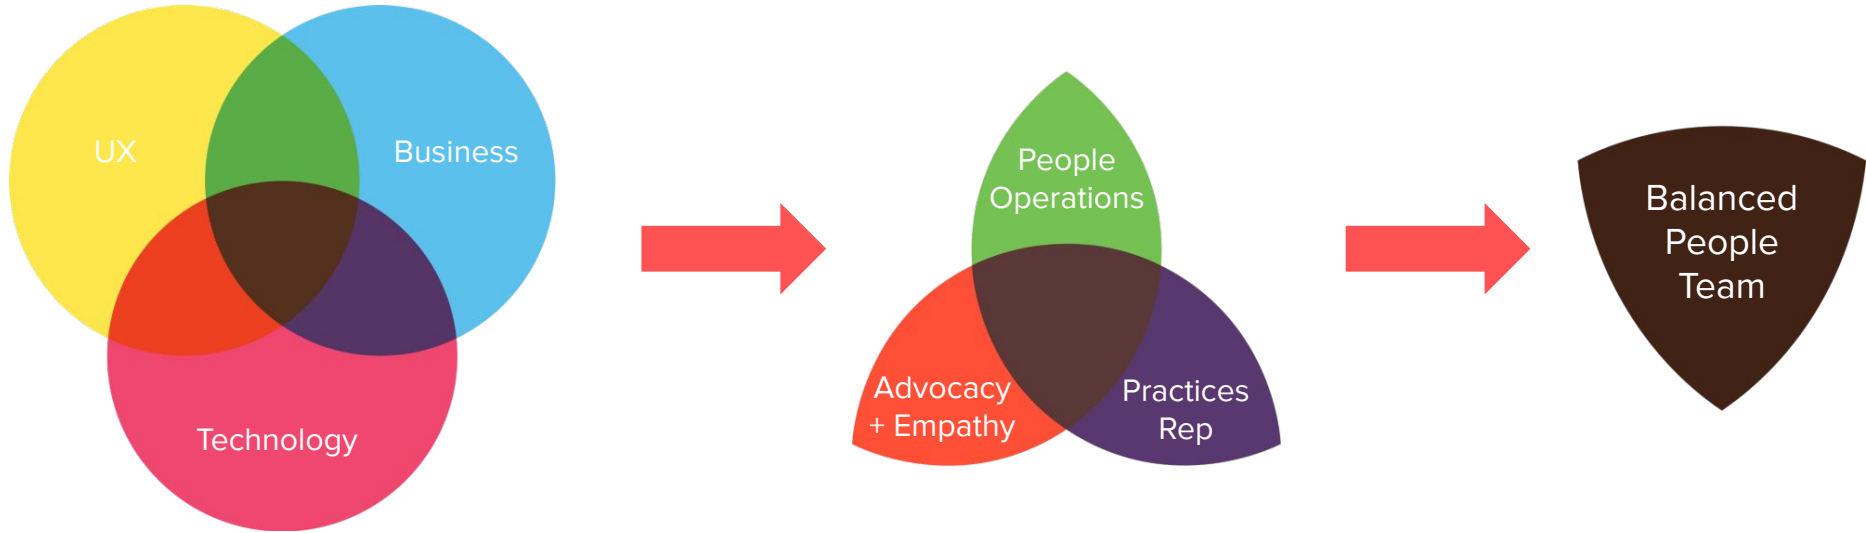 UX
Business
Technology
People
Operations
Advocacy
+ Empathy
Practices
Rep
Balanced
People
Team